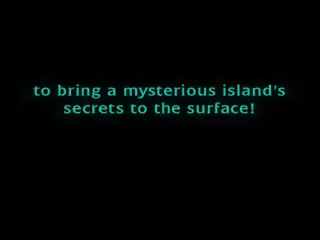 to bring a mysterious island's
secrets to the surface!